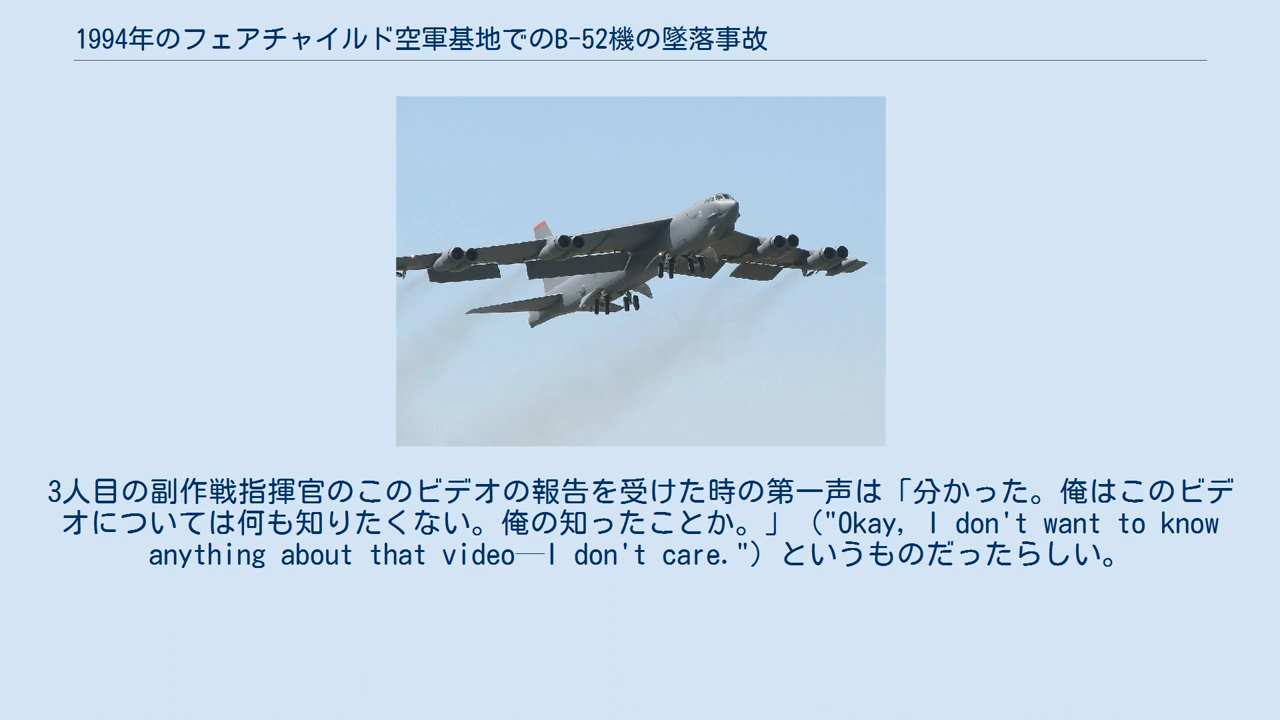 1994年のフェアチャイルド空軍基地でのB-52機の墜落事故
3人目の副作戦指揮官のこのビデオの報告を受けた時の第一声は「分かった。俺はこのビデ
オについては何も知りたくない。俺の知ったことか。」（"Okay, I don't want to know
anything about that video―I don't care."）というものだったらしい。